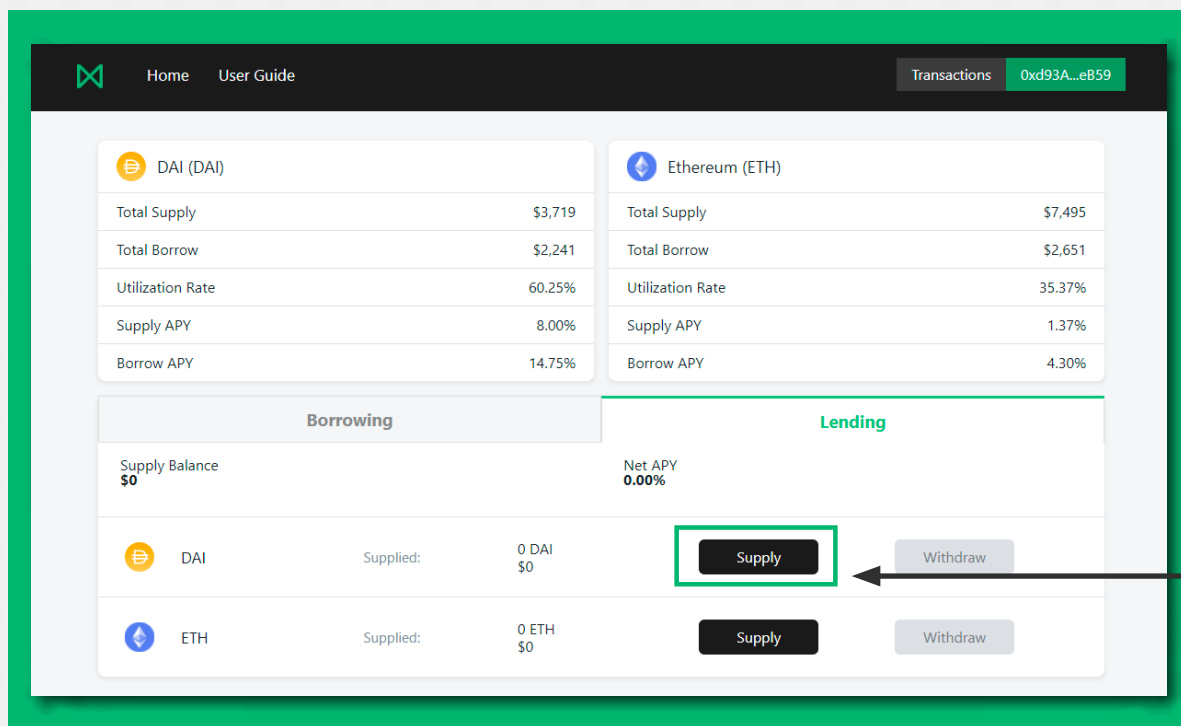 Home User Guide Transactions 0xd93A...eB59
DAI (DAI)
Total Supply $3,719
Total Borrow $2,241
Utilization Rate 60.25%
Supply APY 8.00%
Borrow APY 14.75%
Ethereum (ETH)
Total Supply $7,495
Total Borrow $2,651
Utilization Rate 35.37%
Supply APY 1.37%
Borrow APY 4.30%
Borrowing Lending
Supply Balance Net APY
$0 0.00%
DAI Supplied: 0 DAI Supply Withdraw
$0
ETH Supplied: 0 ETH Supply Withdraw
$0